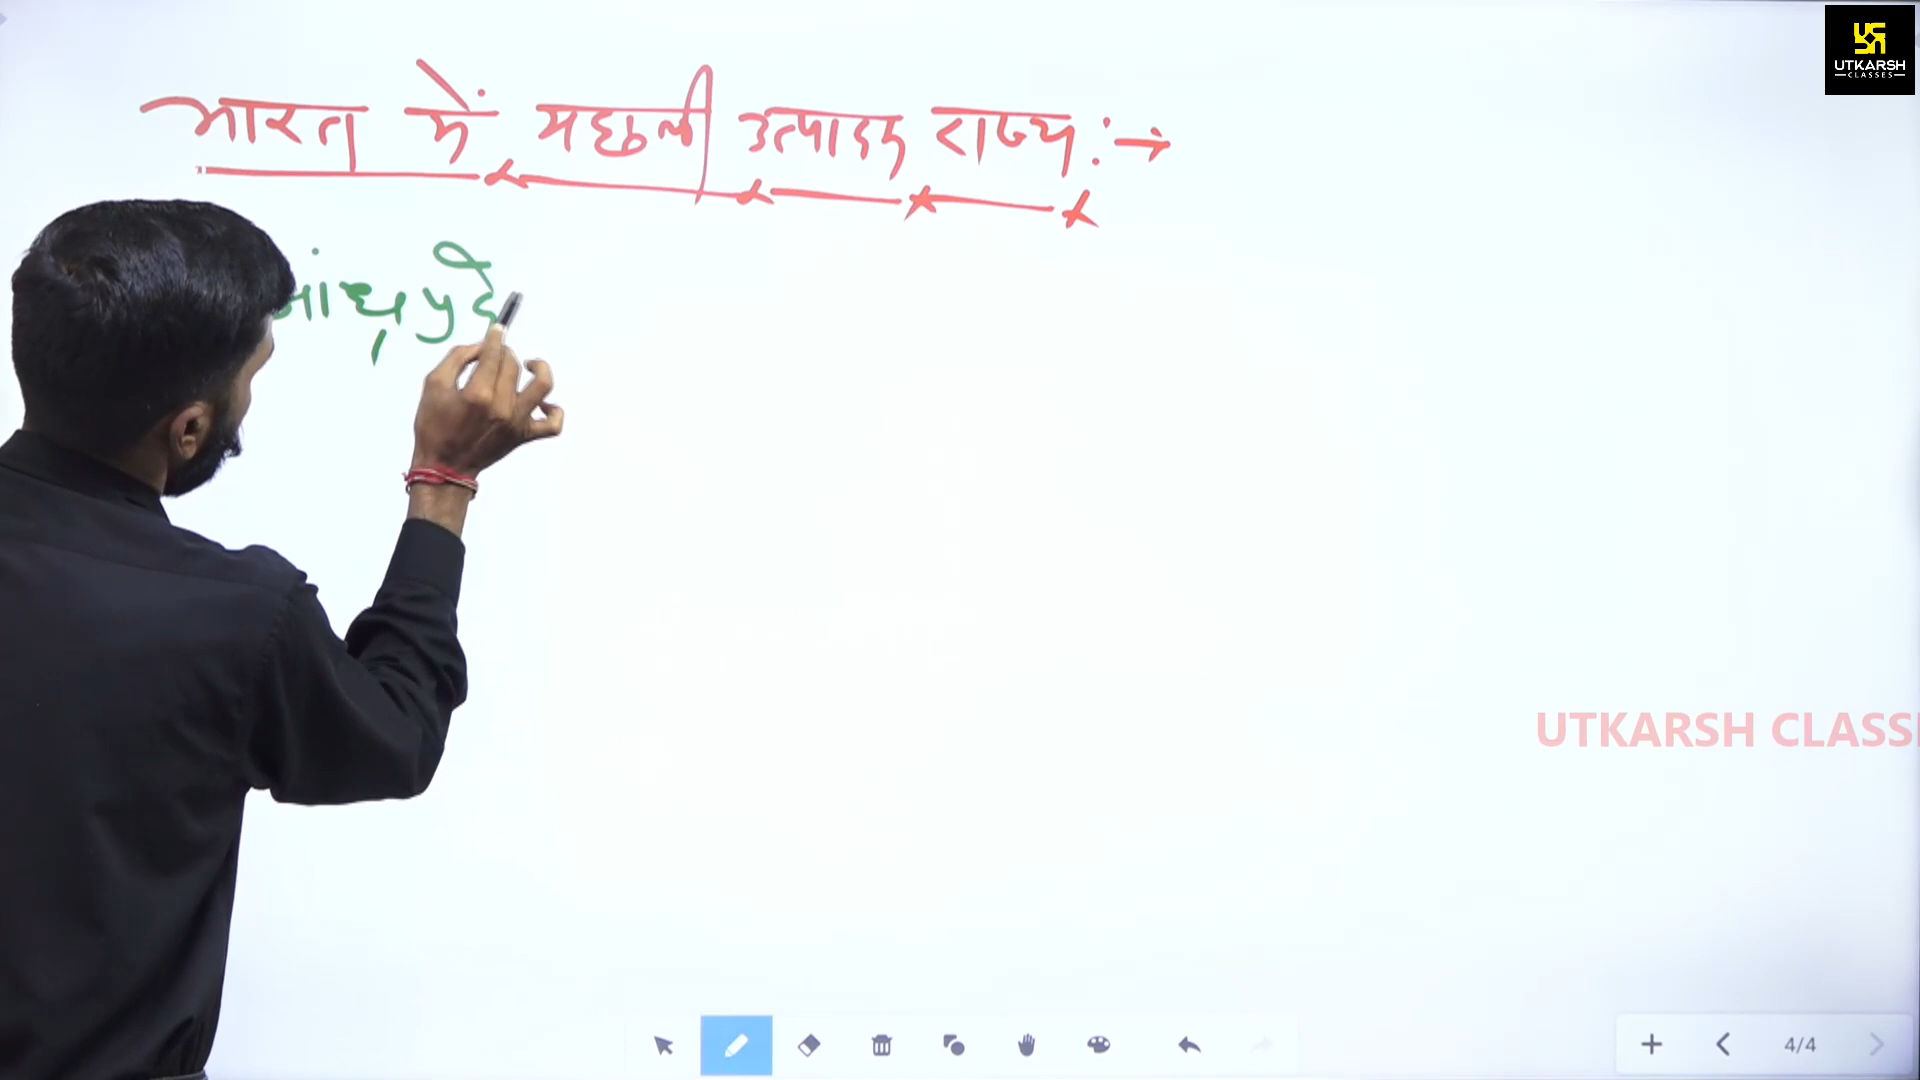 UTKARSH
CLASSES
भारत में मछली उत्पादक राज्य :→
आंध्र प्रदे
UTKARSH CLASS
4/4